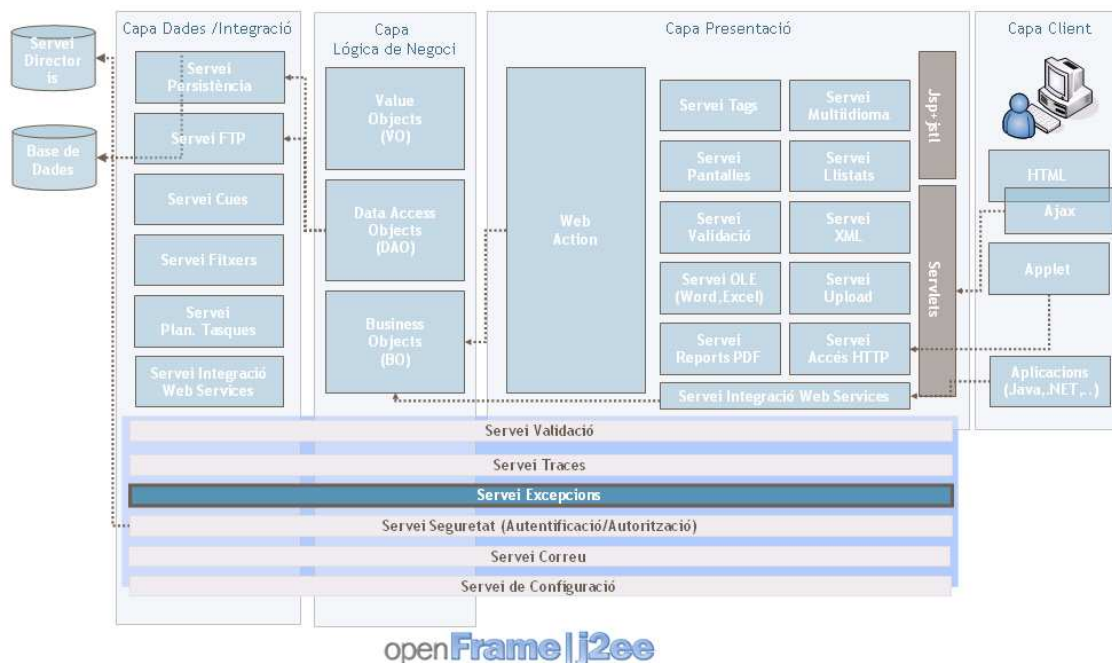 Servei
Director
is
Base de
Dades
Capa Dades /Integració
Servei
Persistència
Servei FTP
Servei Cues
Servei Fitxers
Servei
Plan. Tasques
Servei Integració
Web Services
Capa
Lógica de Negoci
Value
Objects
(VO)
Data Access
Objects
(DAO)
Business
Objects
(BO)
Capa Presentació
Web
Action
Servei Tags
Servei
Multiidioma
Servei
Pantalles
Servei
Llistats
Servei
Validació
Servei
XML
Servei OLE
(Word,Excel)
Servei
Upload
Servei
Reports PDF
Servei
Accés HTTP
Servei Integració Web Services
Jsp+jstl
Servlets
Capa Client
HTML
Ajax
Applet
Aplicacions
(Java,.NET,..)
Servei Validació
Servei Traces
Servei Excepcions
Servei Seguretat (Autentificació/Autorització)
Servei Correu
Servei de Configuració
openFrame|j2ee